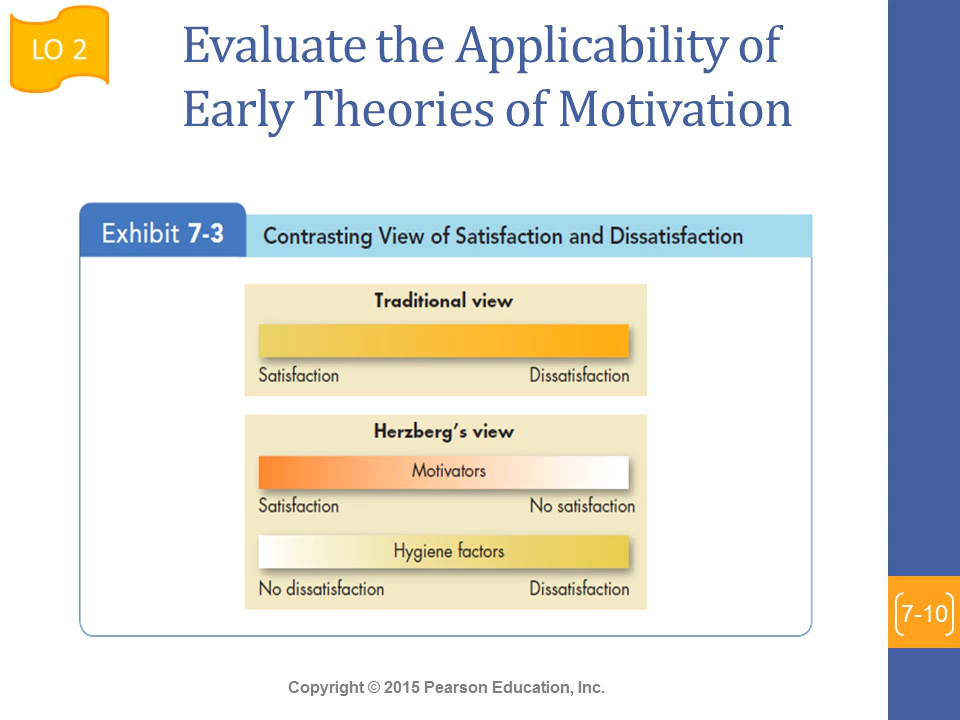 LO 2
Evaluate the Applicability of
Early Theories of Motivation
Exhibit 7-3
Contrasting View of Satisfaction and Dissatisfaction
Traditional view
Satisfaction Dissatisfaction
Herzberg's view
Motivators
Satisfaction No satisfaction
Hygiene factors
No dissatisfaction Dissatisfaction
7-10
Copyright © 2015 Pearson Education, Inc.